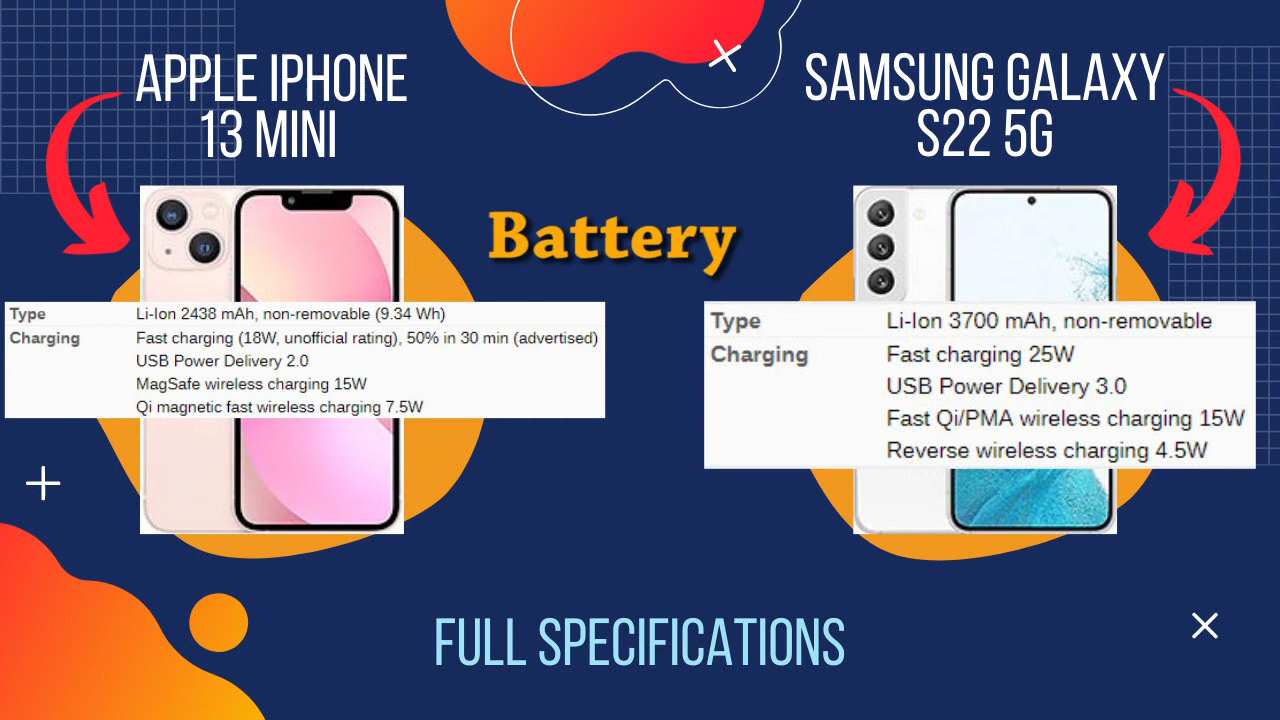 APPLE IPHONE
13 MINI
SAMSUNG GALAXY
S22 5G
Battery
Type Li-Ion 2438 mAh, non-removable (9.34 Wh)
Charging Fast charging (18W, unofficial rating), 50% in 30 min (advertised)
USB Power Delivery 2.0
MagSafe wireless charging 15W
Qi magnetic fast wireless charging 7.5W
Type Li-Ion 3700 mAh, non-removable
Charging Fast charging 25W
USB Power Delivery 3.0
Fast Qi/PMA wireless charging 15W
Reverse wireless charging 4.5W
FULL SPECIFICATIONS